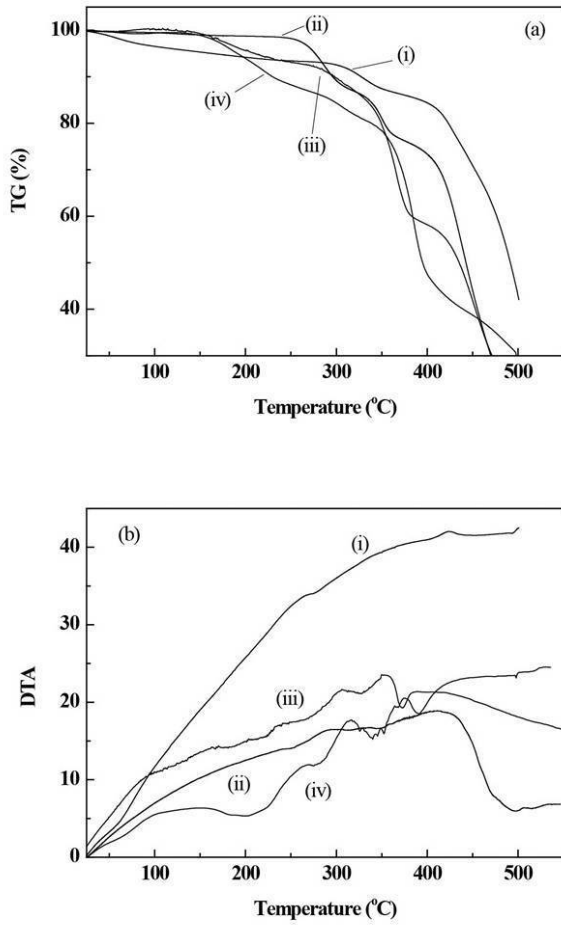 (a)
TG (%)
100
80
60
40
(ii)
(i)
(iv)
(iii)
100 200 300 400 500
Temperature (°C)
(b)
DTA
40
30
20
10
0
(i)
(iii)
(ii)
(iv)
100 200 300 400 500
Temperature (°C)